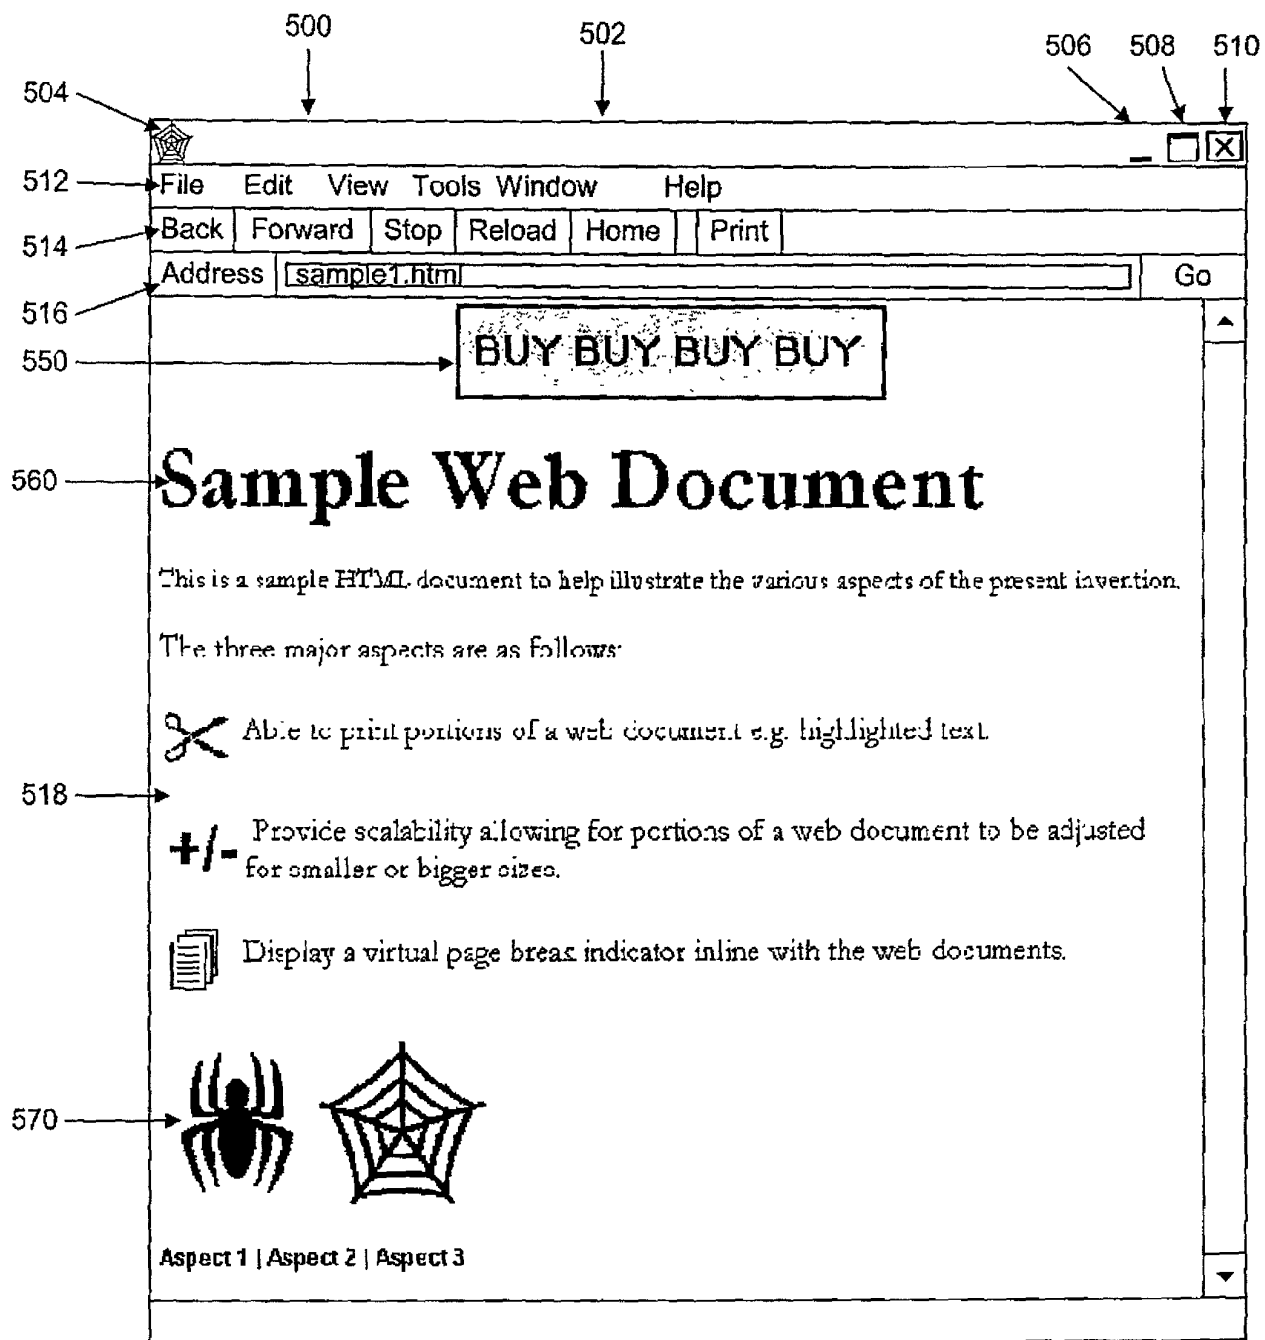 500
502
506 508 510
504
512
File Edit View Tools Window Help
514
Back Forward Stop Reload Home Print
516
Address sample1.html Go
550
BUY BUY BUY BUY
560
Sample Web Document
This is a sample HTML document to help illustrate the various aspects of the present invention.
The three major aspects are as follows:
Able to print portions of a web document e.g. highlighted text.
518
+/- Provide scalability allowing for portions of a web document to be adjusted
for smaller or bigger sizes.
Display a virtual page break indicator inline with the web documents.
570
Aspect 1 | Aspect 2 | Aspect 3